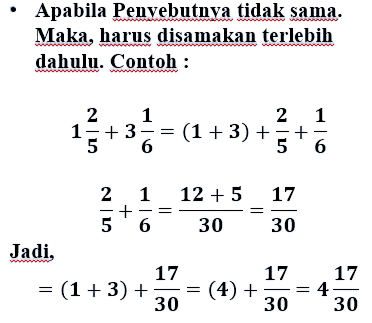 • Apabila Penyebutnya tidak sama.
Maka, harus disamakan terlebih
dahulu. Contoh :
1 2/5 + 3 1/6 = (1 + 3) + 2/5 + 1/6
2/5 + 1/6 = (12 + 5)/30 = 17/30
Jadi,
= (1 + 3) + 17/30 = (4) + 17/30 = 4 17/30